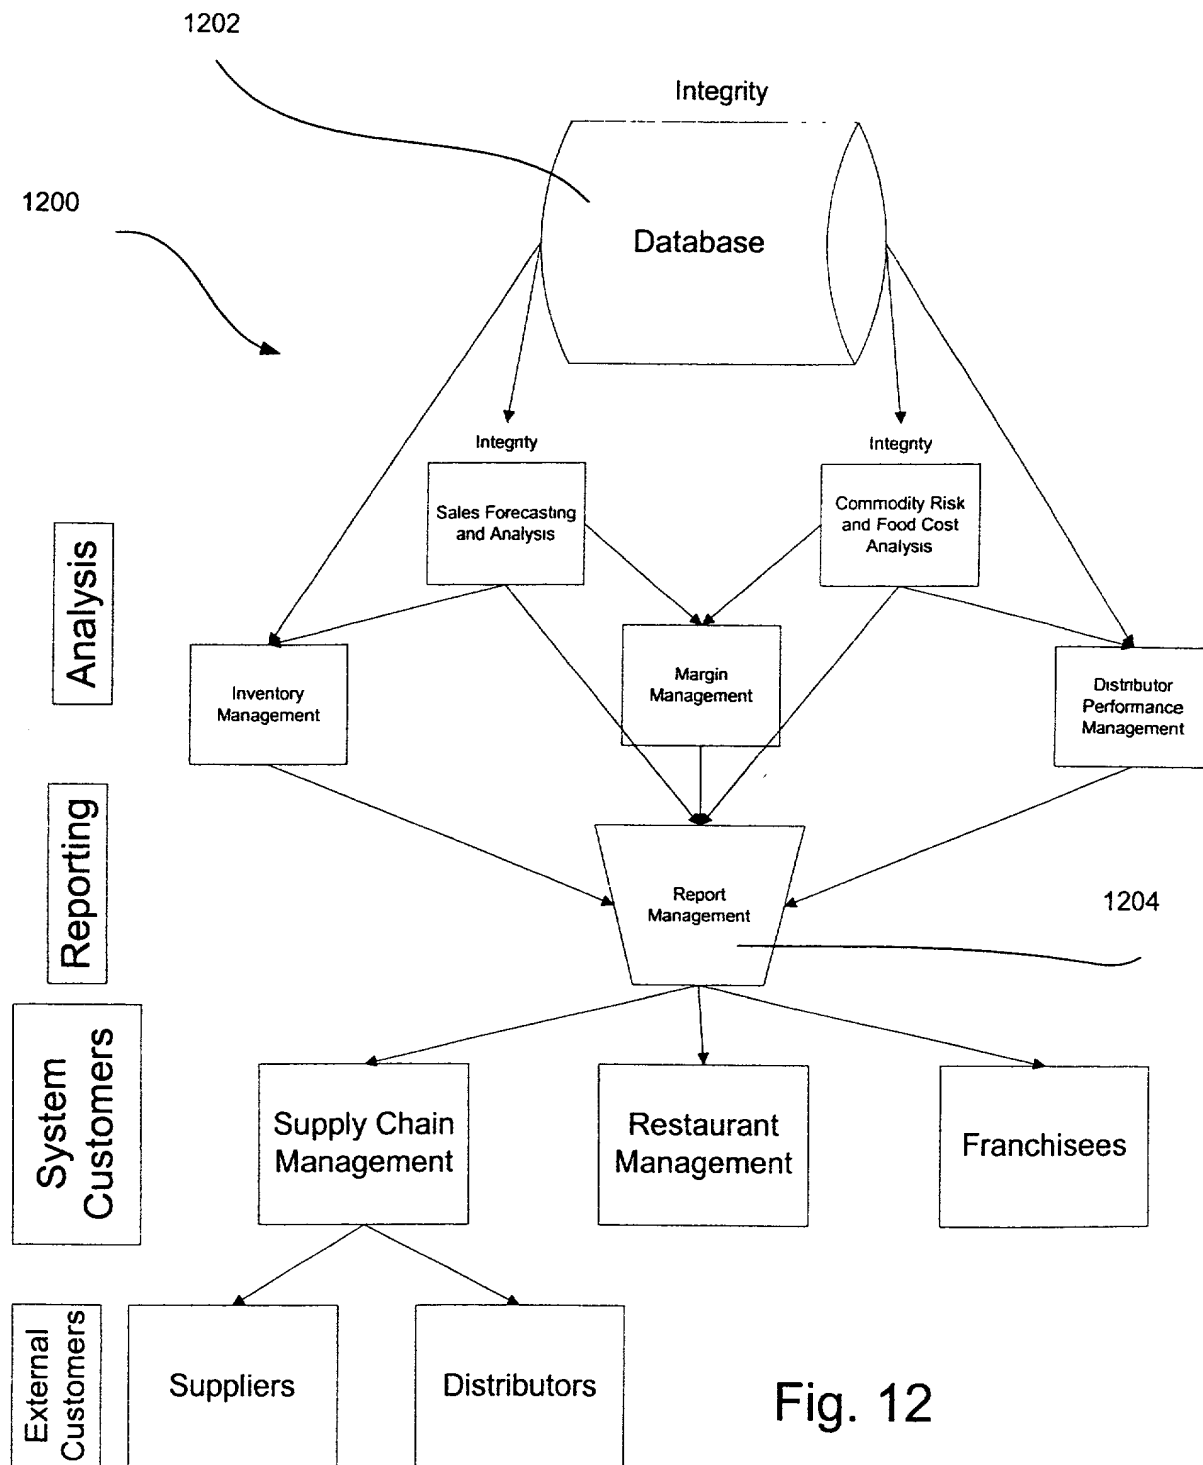 1202
Integrity
1200
Database
Integrity
Integrity
Sales Forecasting
and Analysis
Commodity Risk
and Food Cost
Analysis
Analysis
Inventory
Management
Margin
Management
Distributor
Performance
Management
Reporting
Report
Management
1204
System
Customers
Supply Chain
Management
Restaurant
Management
Franchisees
External
Customers
Suppliers
Distributors
Fig. 12